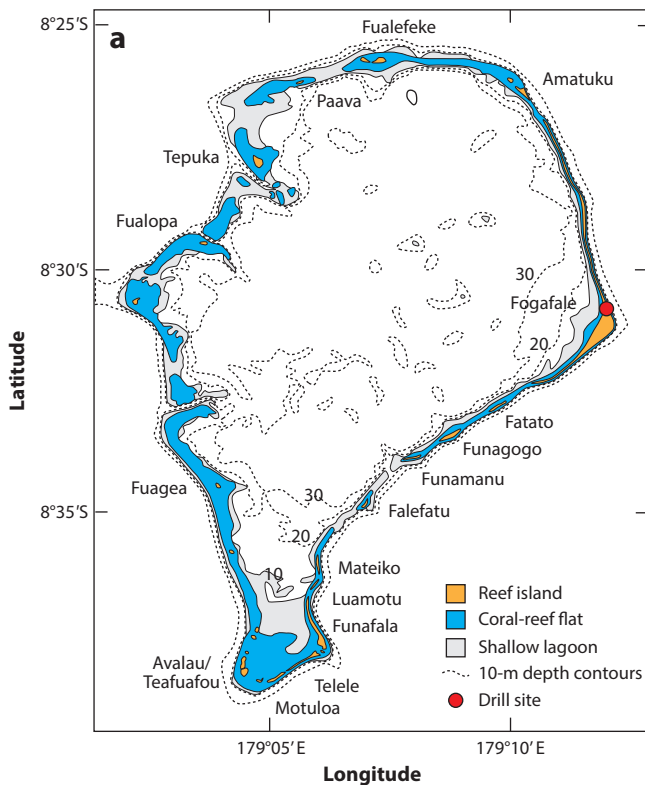 a
8°25'S
Fualefeke
Amatuku
Paava
Tepuka
Fualopa
8°30'S
30
Fogafale
20
Latitude
Fatato
Funagogo
Funamanu
Fuagea
30
Falefatu
8°35'S
20
Mateiko
10
Luamotu
Funafala
Avalau/
Teafuafou
Telele
Motuloa
Reef island
Coral-reef flat
Shallow lagoon
10-m depth contours
Drill site
179°05' E
179°10' E
Longitude